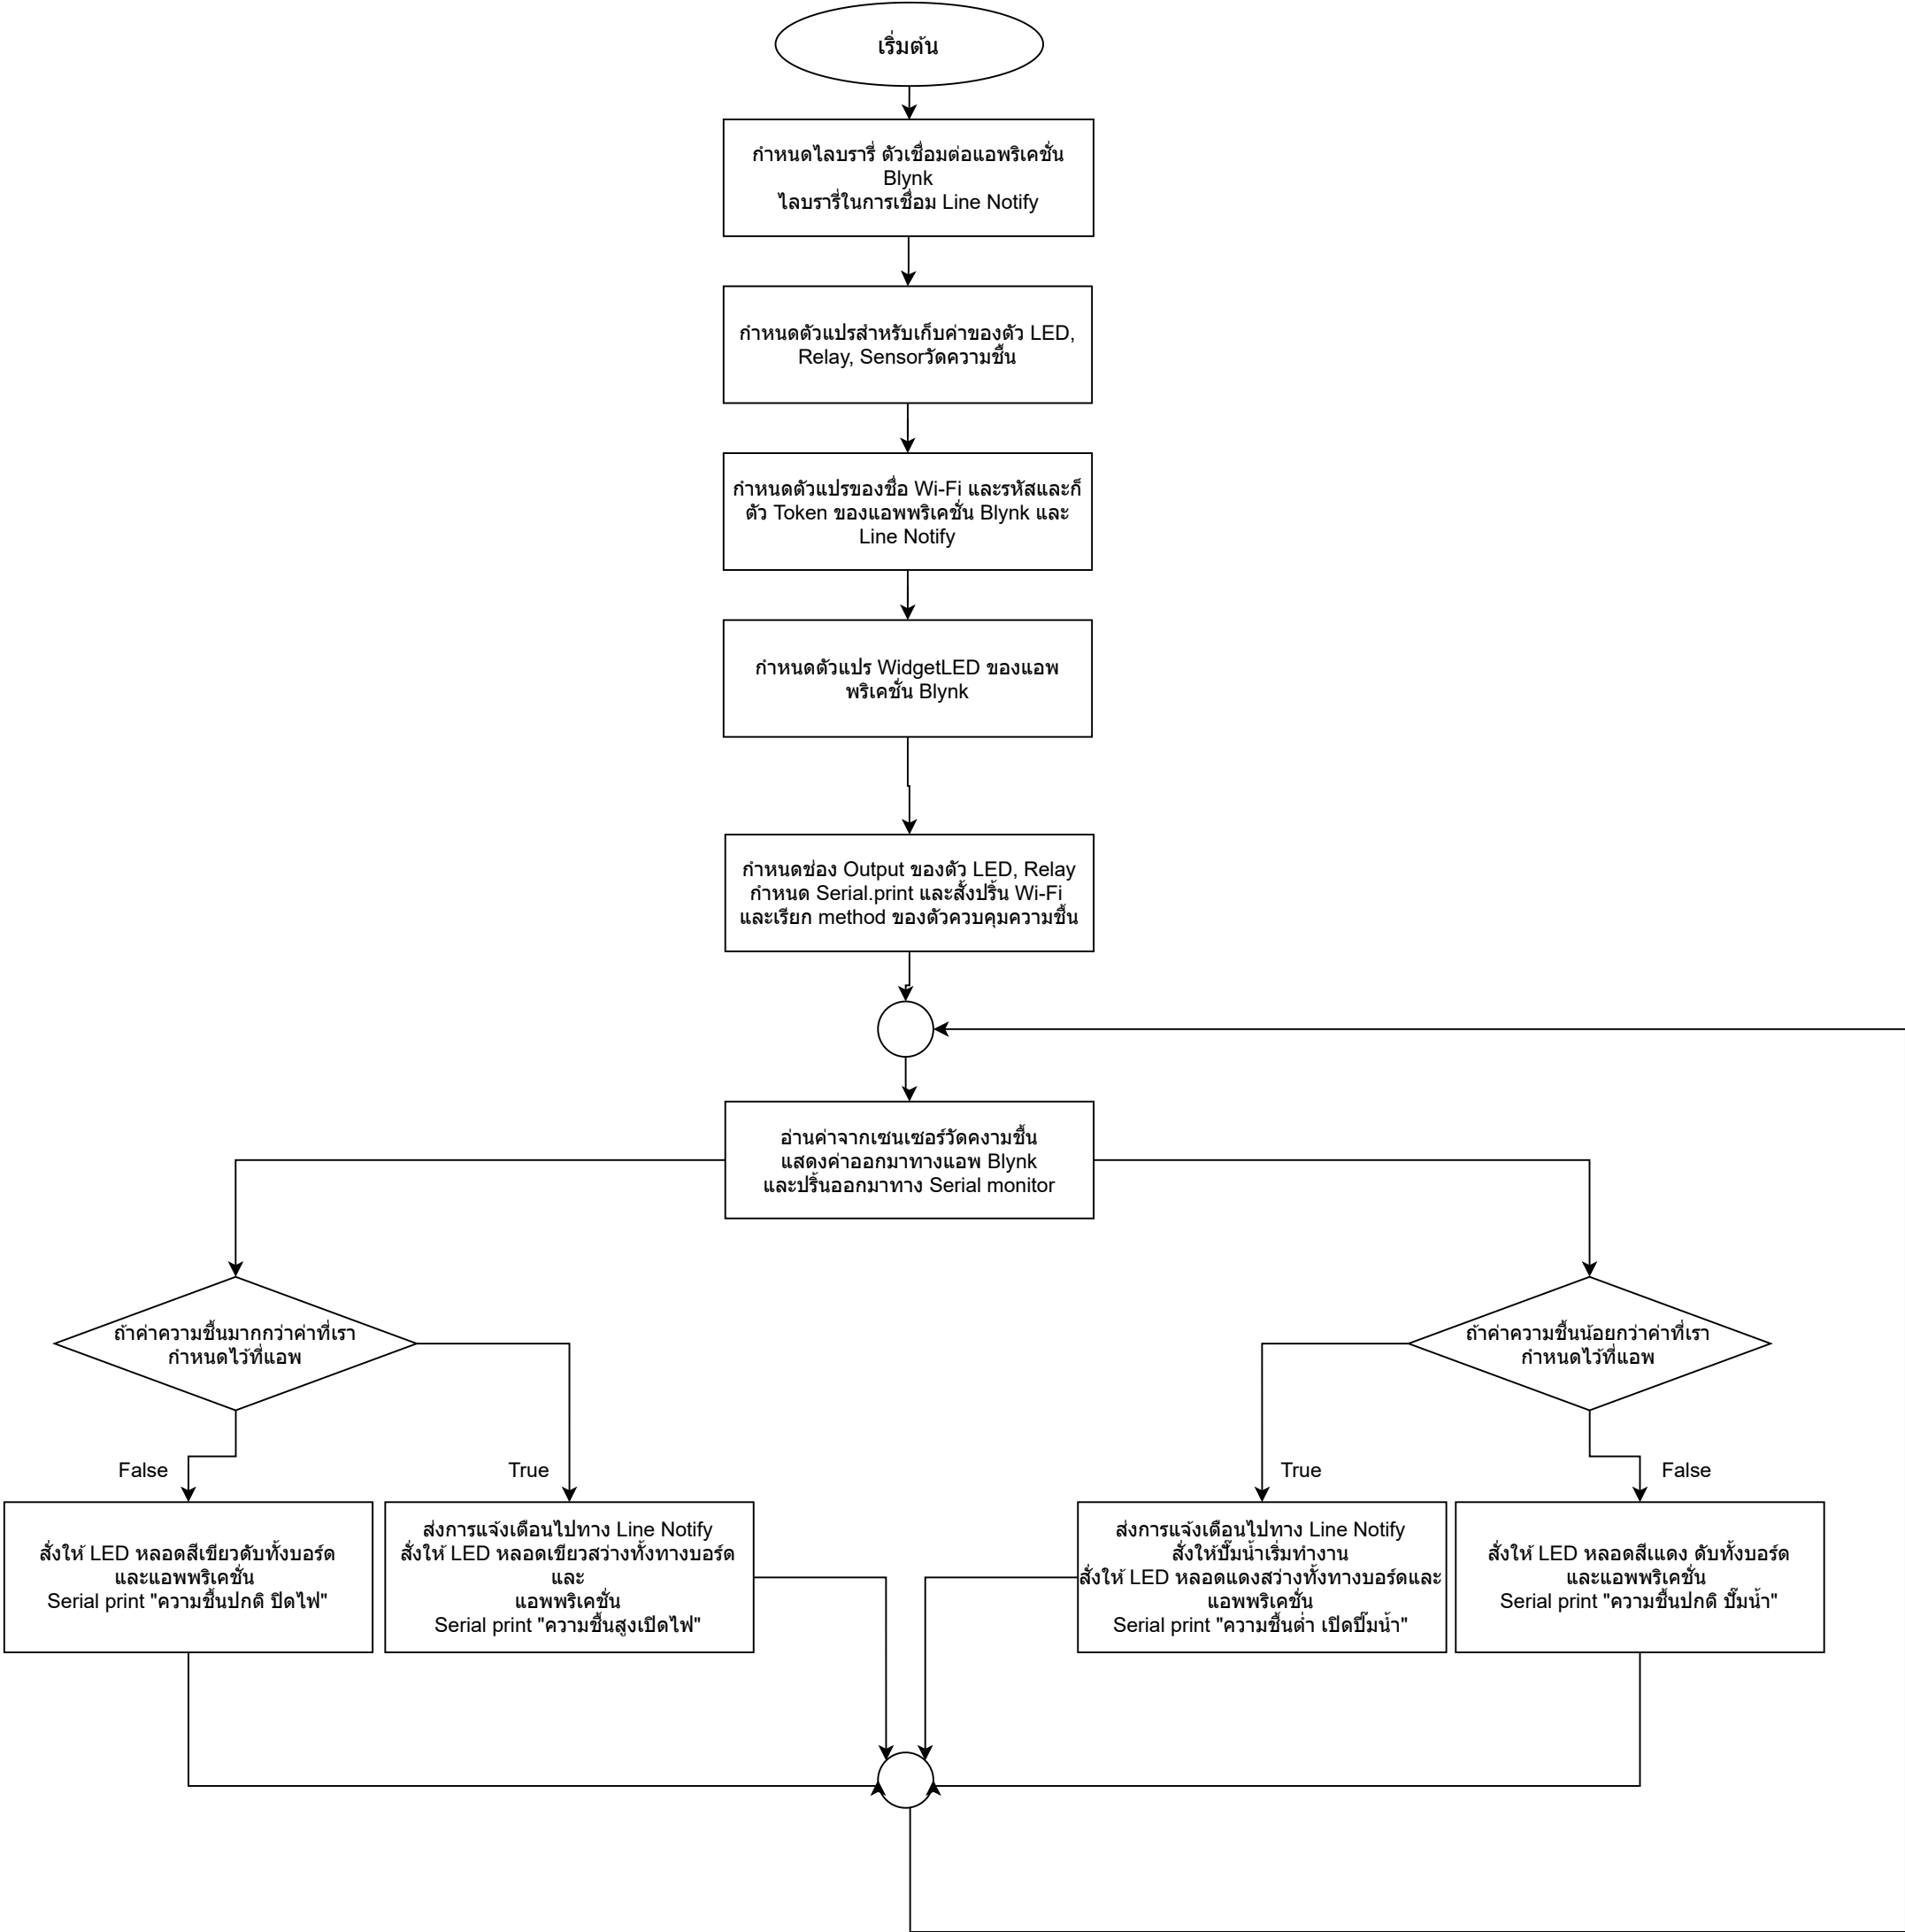 เริ่มต้น
กำหนดไลบรารี่ ตัวเชื่อมต่อแอพริเคชั่น
Blynk
ไลบรารี่ในการเชื่อม Line Notify
กำหนดตัวแปรสำหรับเก็บค่าของตัว LED,
Relay, Sensorวัดความชื้น
กำหนดตัวแปรของชื่อ Wi-Fi และรหัสและก็
ตัว Token ของแอพพริเคชั่น Blynk และ
Line Notify
กำหนดตัวแปร WidgetLED ของแอพ
พริเคชั่น Blynk
กำหนดช่อง Output ของตัว LED, Relay
กำหนด Serial.print และสั้งปริ้น Wi-Fi
และเรียก method ของตัวควบคุมความชื้น
อ่านค่าจากเซนเซอร์วัดคงามชื้น
แสดงค่าออกมาทางแอพ Blynk
และปริ้นออกมาทาง Serial monitor
ถ้าค่าความชื้นมากกว่าค่าที่เรา
กำหนดไว้ที่แอพ
ถ้าค่าความชื้นน้อยกว่าค่าที่เรา
กำหนดไว้ที่แอพ
False
True
True
False
สั่งให้ LED หลอดสีเขียวดับทั้งบอร์ด
และแอพพริเคชั่น
Serial print "ความชื้นปกติ ปิดไฟ"
ส่งการแจ้งเตือนไปทาง Line Notify
สั่งให้ LED หลอดเขียวสว่างทั้งทางบอร์ด
และ
แอพพริเคชั่น
Serial print "ความชื้นสูงเปิดไฟ"
ส่งการแจ้งเตือนไปทาง Line Notify
สั่งให้ปั๊มน้ำเริ่มทำงาน
สั่งให้ LED หลอดแดงสว่างทั้งทางบอร์ดและ
แอพพริเคชั่น
Serial print "ความชื้นต่ำ เปิดปั๊มน้ำ"
สั่งให้ LED หลอดสีเแดง ดับทั้งบอร์ด
และแอพพริเคชั่น
Serial print "ความชื้นปกติ ปั๊มน้ำ"